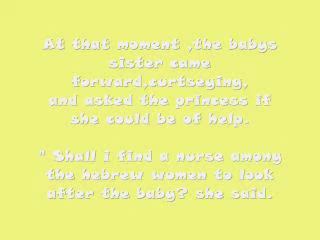 At that moment ,the babys
sister came
forward,curtseying,
and asked the princess if
she could be of help.
" Shall i find a nurse among
the hebrew women to look
after the baby? she said.